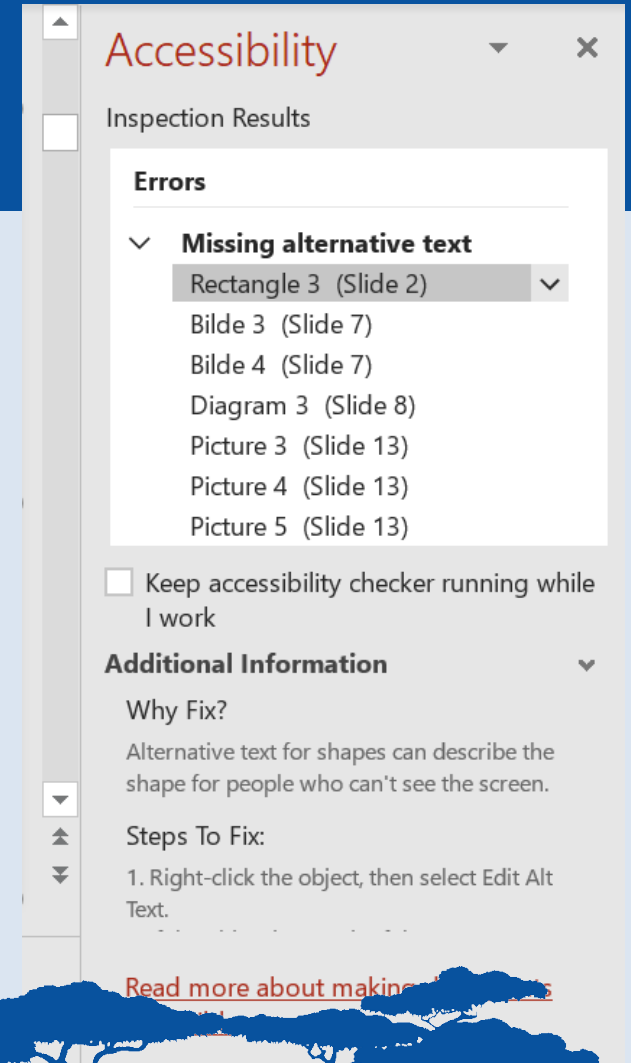 Accessibility
Inspection Results
Errors
Missing alternative text
Rectangle 3 (Slide 2)
Bilde 3 (Slide 7)
Bilde 4 (Slide 7)
Diagram 3 (Slide 8)
Picture 3 (Slide 13)
Picture 4 (Slide 13)
Picture 5 (Slide 13)
Keep accessibility checker running while
I work
Additional Information
Why Fix?
Alternative text for shapes can describe the
shape for people who can't see the screen.
Steps To Fix:
1. Right-click the object, then select Edit Alt
Text.
Read more about making